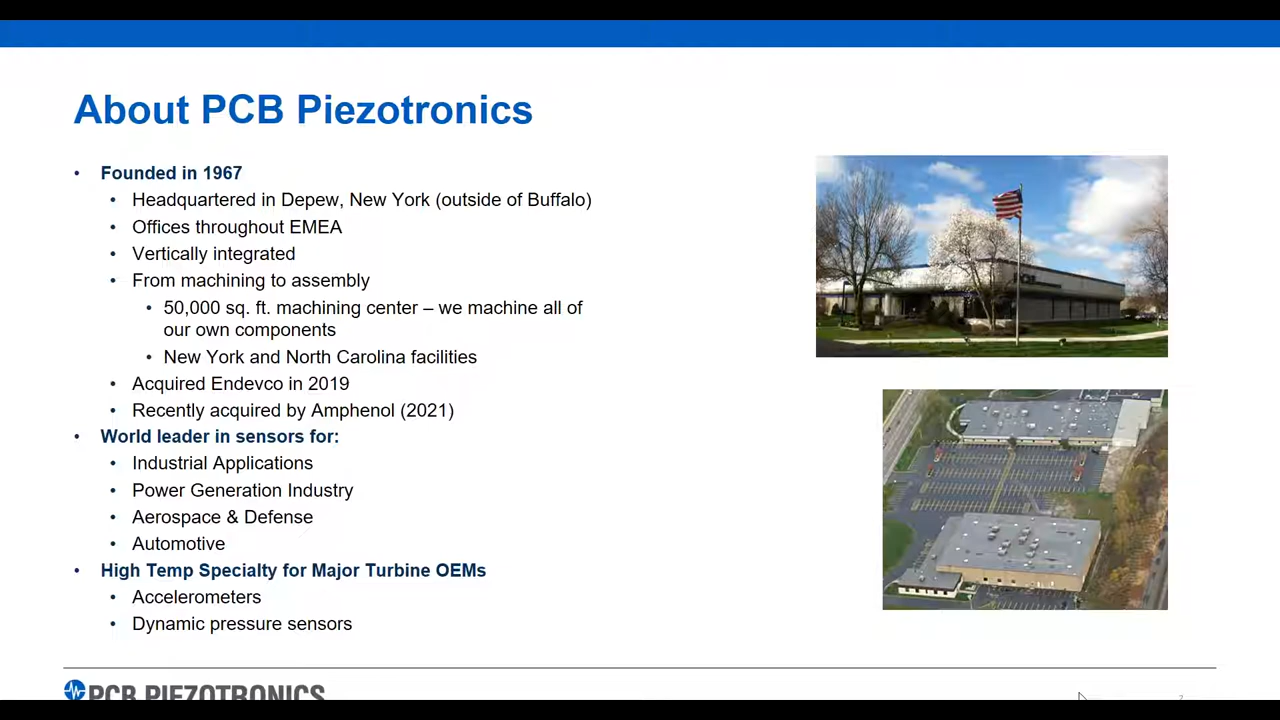 About PCB Piezotronics
• Founded in 1967
• Headquartered in Depew, New York (outside of Buffalo)
• Offices throughout EMEA
• Vertically integrated
• From machining to assembly
• 50,000 sq. ft. machining center – we machine all of
our own components
• New York and North Carolina facilities
• Acquired Endevco in 2019
• Recently acquired by Amphenol (2021)
• World leader in sensors for:
• Industrial Applications
• Power Generation Industry
• Aerospace & Defense
• Automotive
• High Temp Specialty for Major Turbine OEMs
• Accelerometers
• Dynamic pressure sensors
PCB PIEZOTRONICS